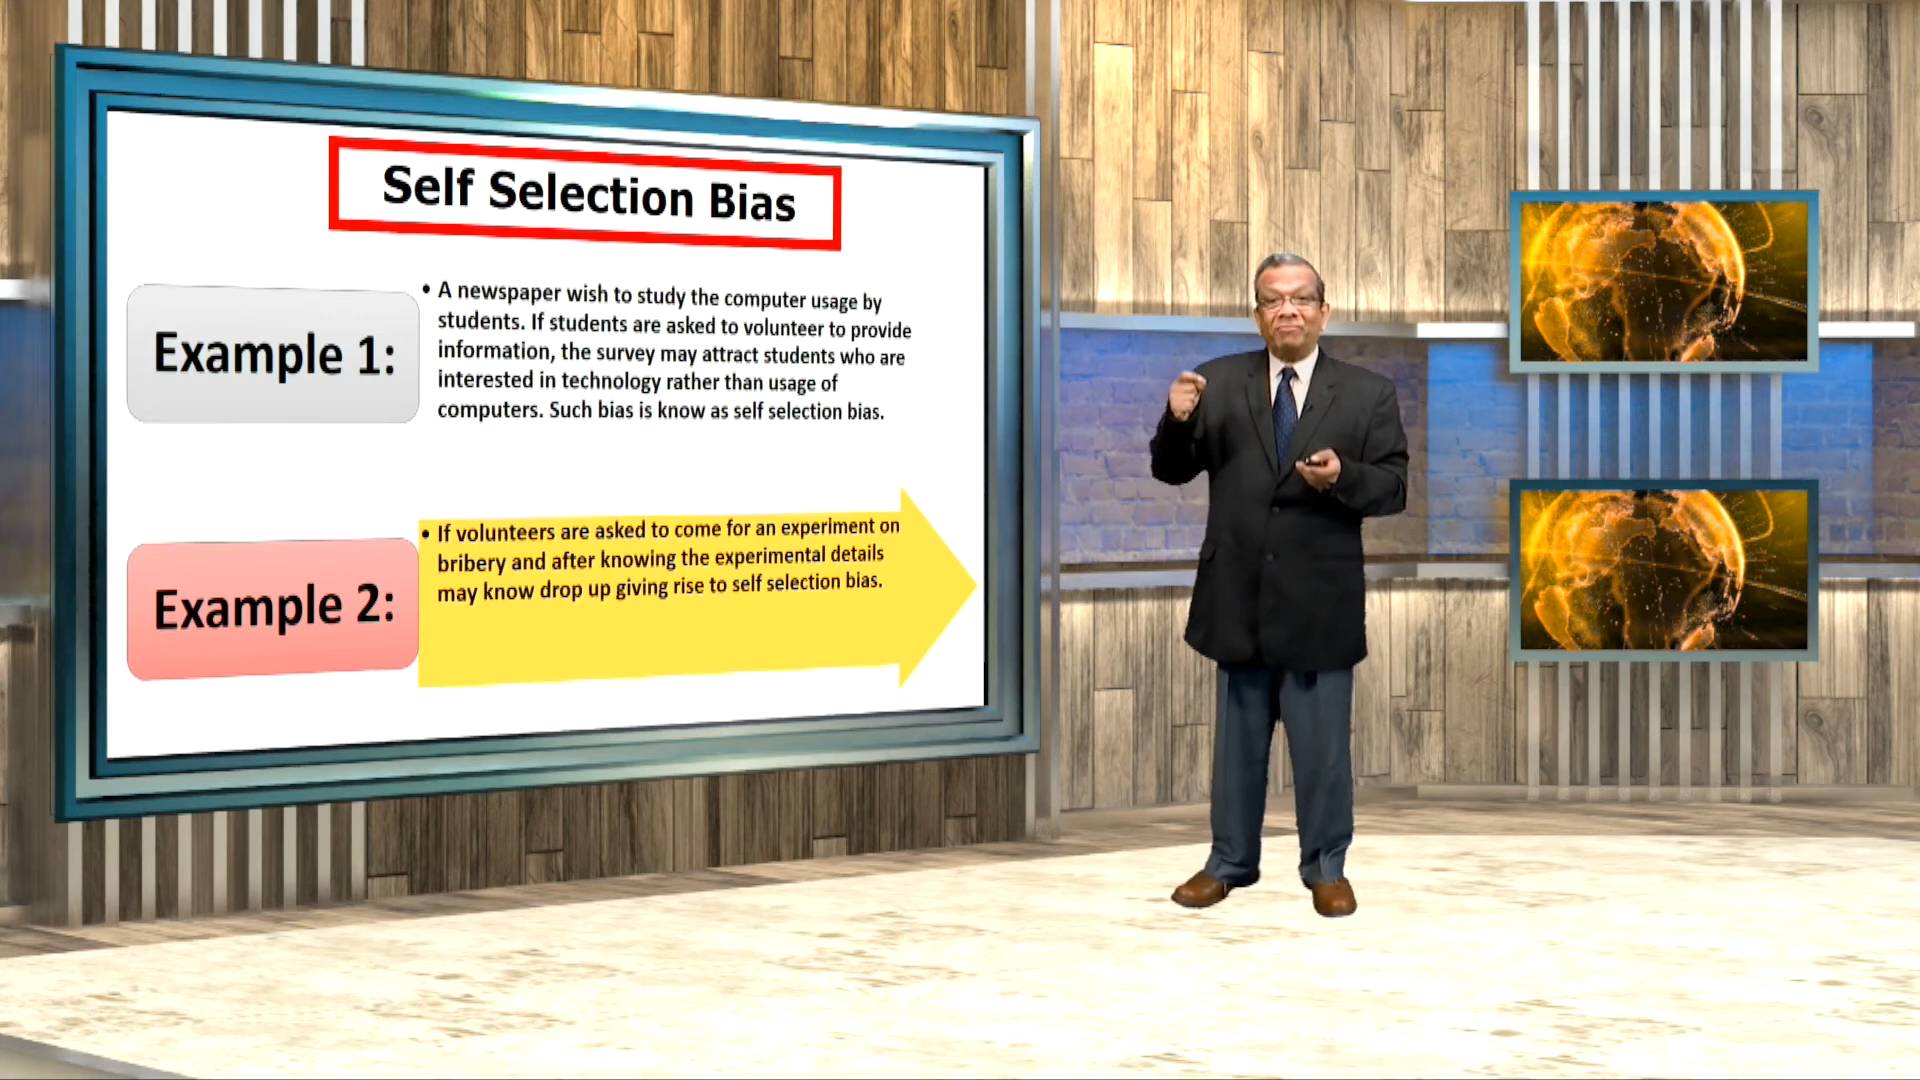 Self Selection Bias
Example 1:
• A newspaper wish to study the computer usage by
students. If students are asked to volunteer to provide
information, the survey may attract students who are
interested in technology rather than usage of
computers. Such bias is know as self selection bias.
Example 2:
• If volunteers are asked to come for an experiment on
bribery and after knowing the experimental details
may know drop up giving rise to self selection bias.